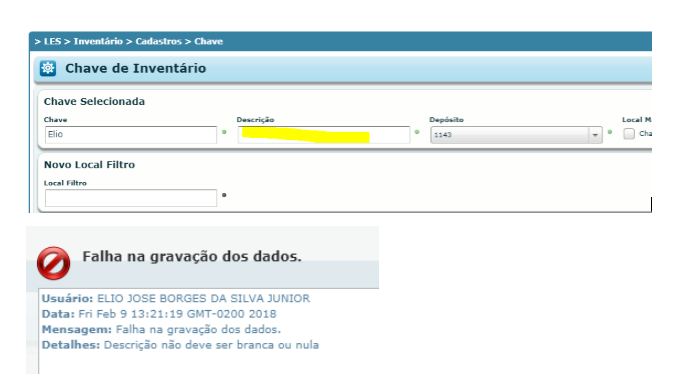 > LES > Inventário > Cadastros > Chave
Chave de Inventário
Chave Selecionada
Chave Descrição Depósito Local M
Elio 1143 Cha
Novo Local Filtro
Local Filtro
Falha na gravação dos dados.
Usuário: ELIO JOSE BORGES DA SILVA JUNIOR
Data: Fri Feb 9 13:21:19 GMT-0200 2018
Mensagem: Falha na gravação dos dados.
Detalhes: Descrição não deve ser branca ou nula